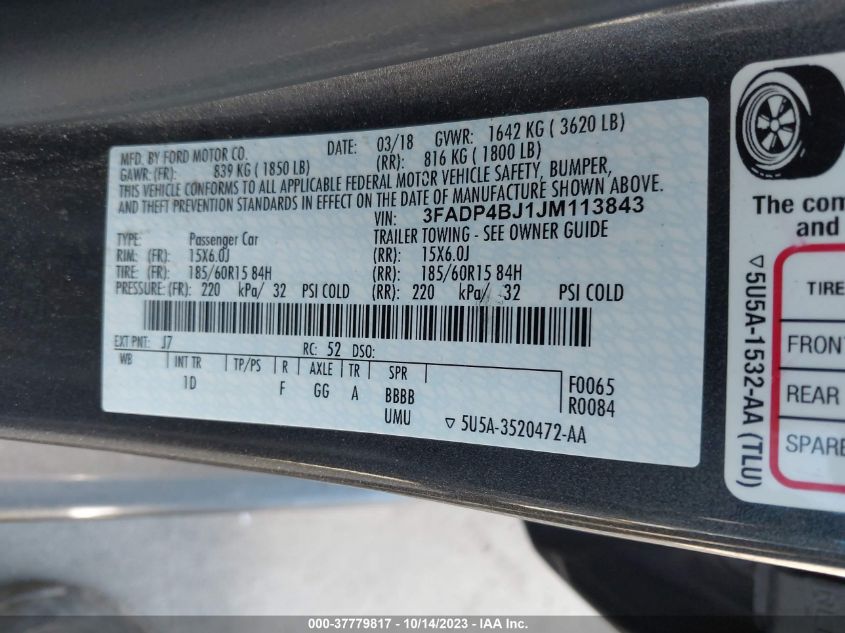 MFD. BY FORD MOTOR CO.
DATE: 03/18 GVWR: 1642 KG ( 3620 LB)
GAWR: (FR): 839 KG ( 1850 LB) (RR): 816 KG ( 1800 LB)
THIS VEHICLE CONFORMS TO ALL APPLICABLE FEDERAL MOTOR VEHICLE SAFETY, BUMPER,
AND THEFT PREVENTION STANDARDS IN EFFECT ON THE DATE OF MANUFACTURE SHOWN ABOVE.
VIN: 3FADP4BJ1JM113843
TYPE: Passenger Car TRAILER TOWING - SEE OWNER GUIDE
RIM: (FR): 15X6.0J (RR): 15X6.0J
TIRE: (FR): 185/60R15 84H (RR): 185/60R15 84H
PRESSURE: (FR): 220 kPa/ 32 PSI COLD (RR): 220 kPa/ 32 PSI COLD
EXT PNT: J7 RC: 52 DSO:
WB INT TR TP/PS R AXLE TR SPR
1D F GG A BBBB F0065
UMU R0084
▽ 5U5A-3520472-AA
The com
and
▽5U5A-1532-AA (TLU)
TIRE
FRONT
REAR
SPARE
000-37779817 - 10/14/2023 - IAA Inc.